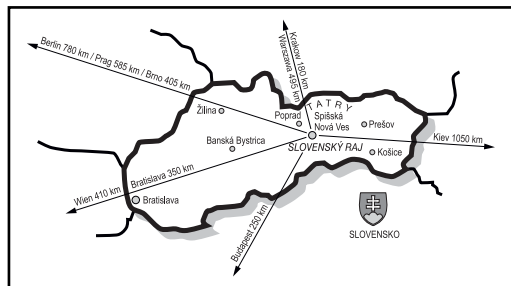 Berlin 780 km / Prag 585 km / Brno 405 km
Krakow 180 km
Warszawa 495 km
TATRY
Žilina
Poprad
Spišská
Nová Ves
Prešov
Banská Bystrica
SLOVENSKÝ RAJ
Kiev 1050 km
Košice
Wien 410 km
Bratislava 350 km
Bratislava
Budapest 250 km
SLOVENSKO